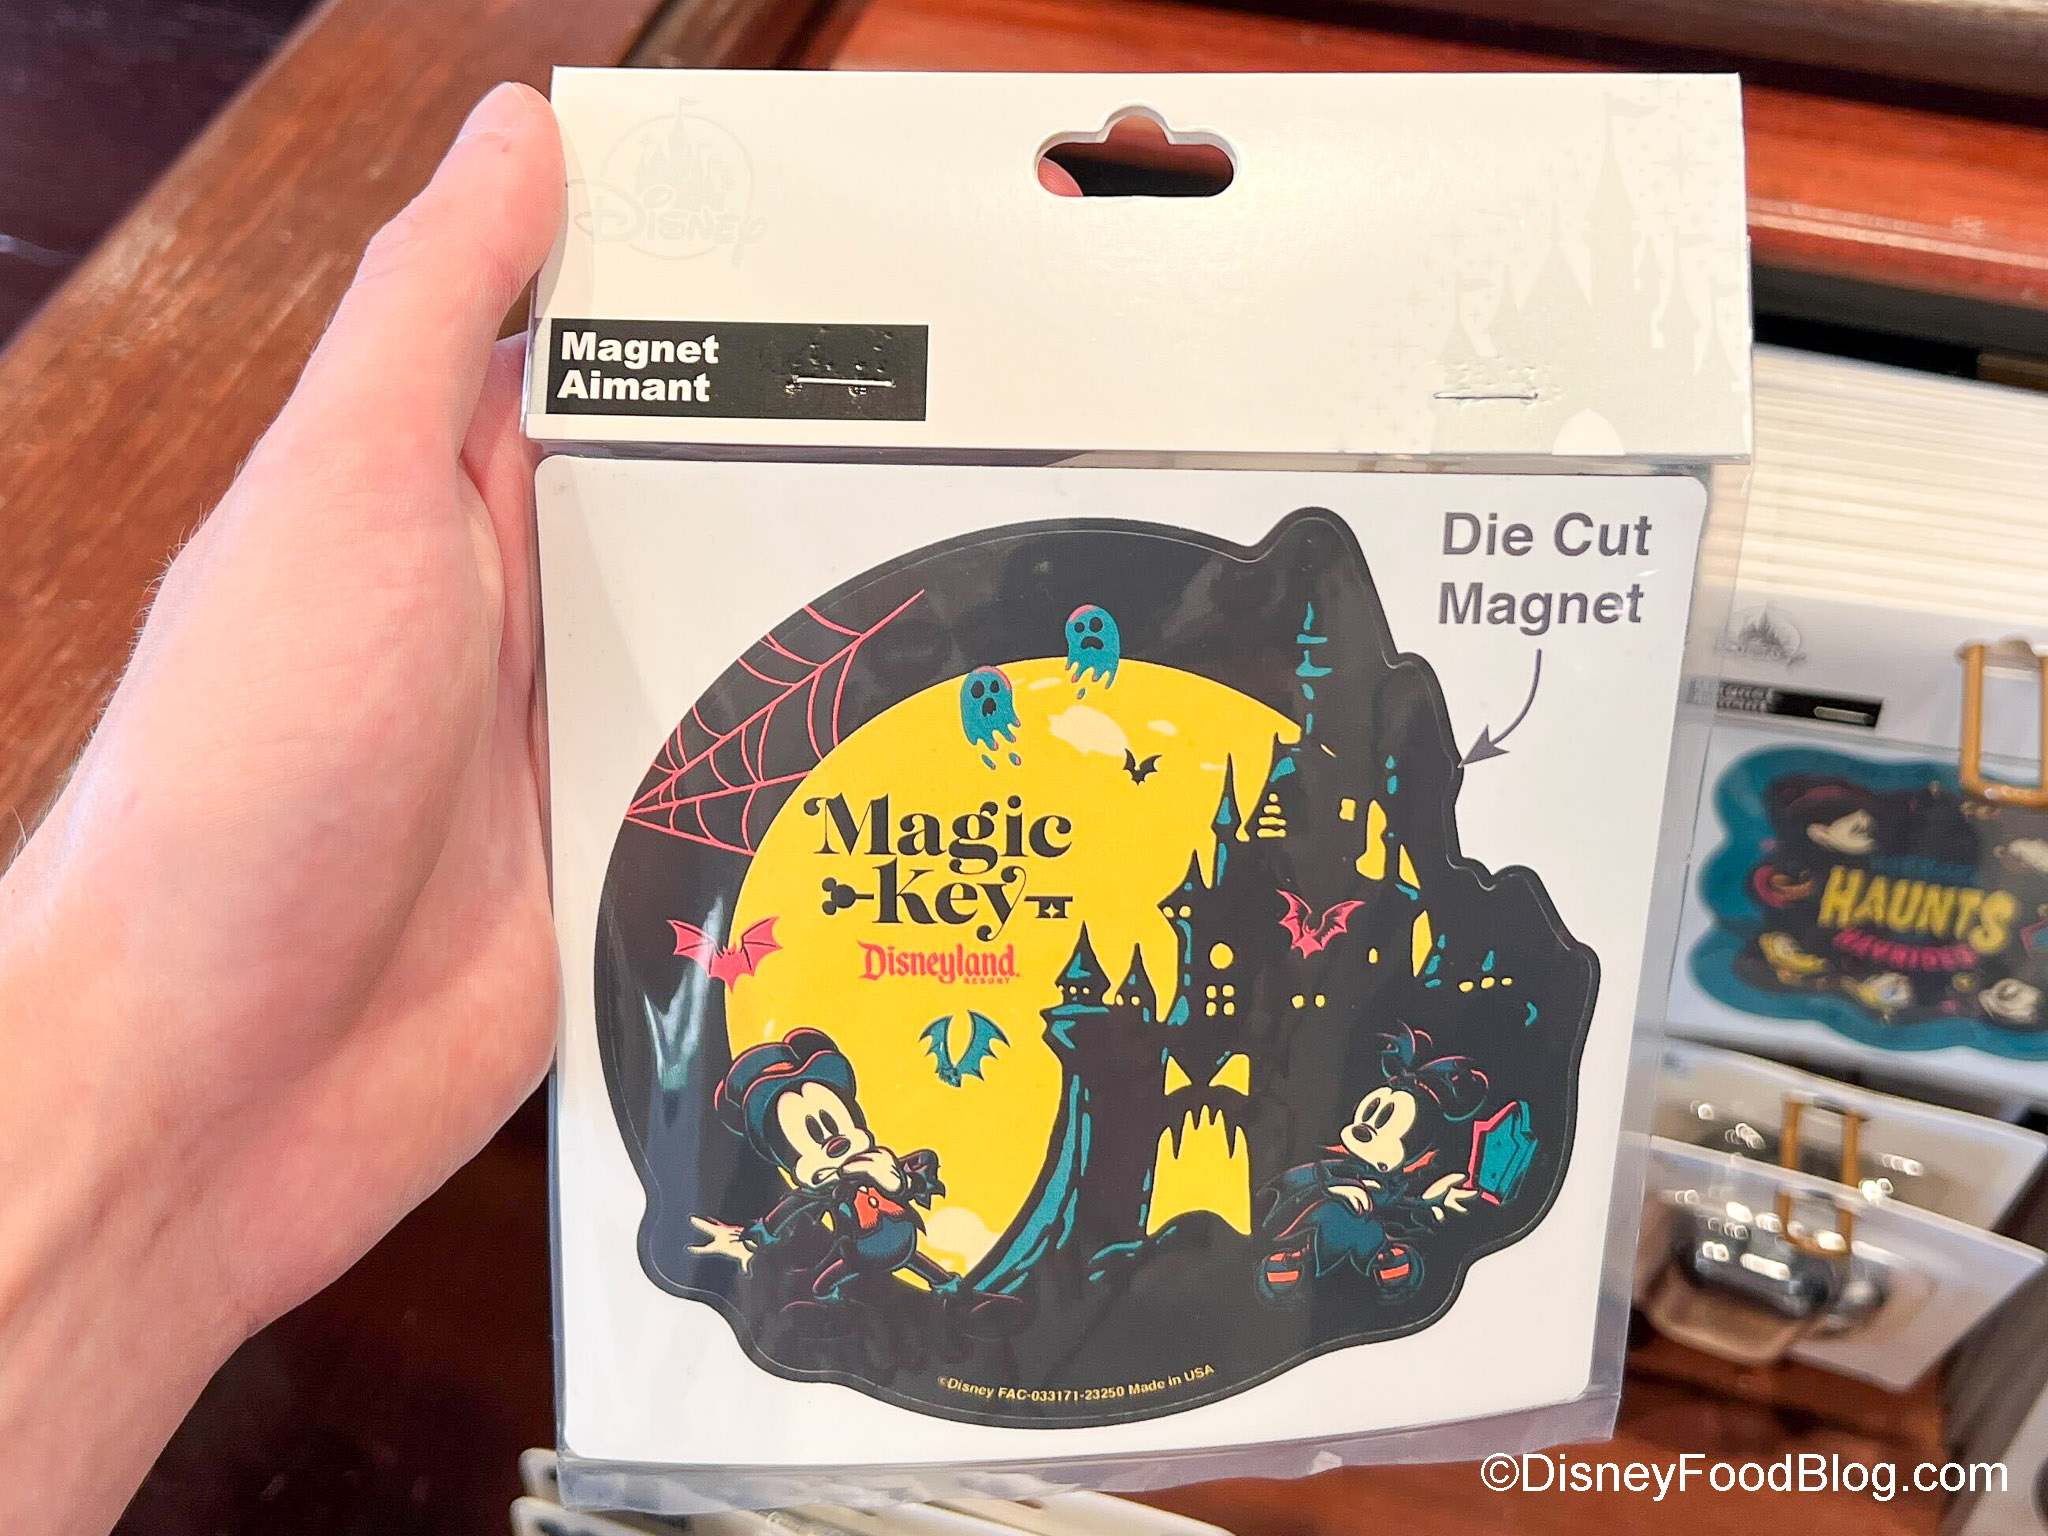 Disney
Magnet
Aimant
Die Cut
Magnet
Magic
Key
Disneyland
RESORT
©Disney FAC-033171-23250 Made in USA
HAUNTS
©DisneyFoodBlog.com